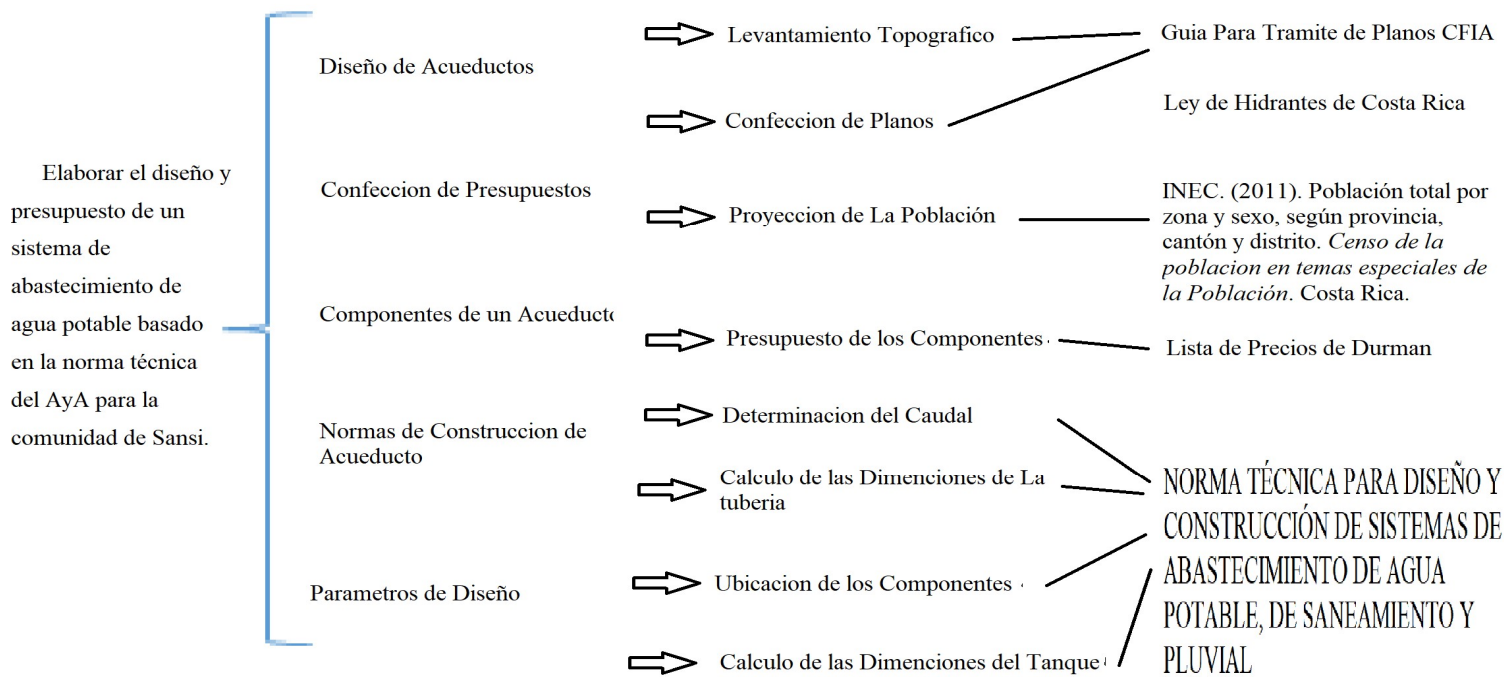 Elaborar el diseño y
presupuesto de un
sistema de
abastecimiento de
agua potable basado
en la norma técnica
del AyA para la
comunidad de Sansi.
Diseño de Acueductos
Confeccion de Presupuestos
Componentes de un Acueducto
Normas de Construccion de
Acueducto
Parametros de Diseño
Levantamiento Topografico
Confeccion de Planos
Proyeccion de La Población
Presupuesto de los Componentes
Determinacion del Caudal
Calculo de las Dimenciones de La
tuberia
Ubicacion de los Componentes
Calculo de las Dimenciones del Tanque
Guia Para Tramite de Planos CFIA
Ley de Hidrantes de Costa Rica
INEC. (2011). Población total por
zona y sexo, según provincia,
cantón y distrito. Censo de la
poblacion en temas especiales de
la Población. Costa Rica.
Lista de Precios de Durman
NORMA TÉCNICA PARA DISEÑO Y
CONSTRUCCIÓN DE SISTEMAS DE
ABASTECIMIENTO DE AGUA
POTABLE, DE SANEAMIENTO Y
PLUVIAL